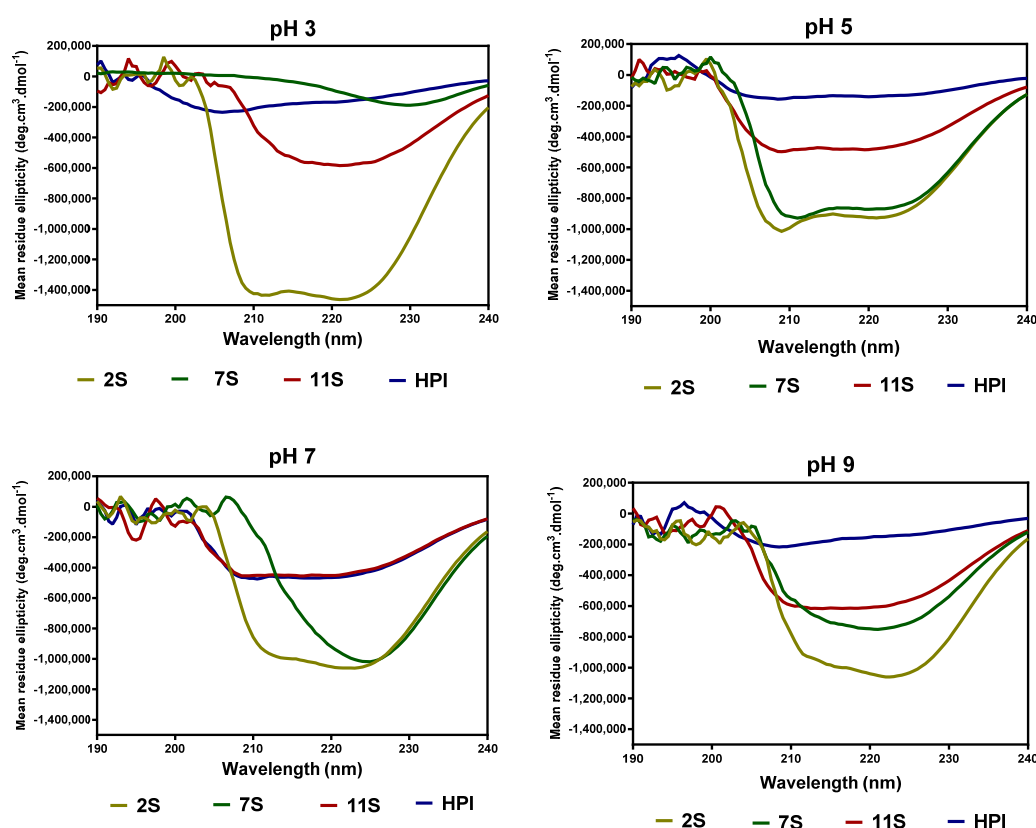 pH 3
Mean residue ellipticity (deg.cm³.dmol⁻¹)
200,000
0
-200,000
-400,000
-600,000
-800,000
-1,000,000
-1,200,000
-1,400,000
190 200 210 220 230 240
Wavelength (nm)
2S 7S 11S HPI
pH 5
Mean residue ellipticity (deg.cm³.dmol⁻¹)
200,000
0
-200,000
-400,000
-600,000
-800,000
-1,000,000
-1,200,000
-1,400,000
190 200 210 220 230 240
Wavelength (nm)
2S 7S 11S HPI
pH 7
Mean residue ellipticity (deg.cm³.dmol⁻¹)
200,000
0
-200,000
-400,000
-600,000
-800,000
-1,000,000
-1,200,000
-1,400,000
190 200 210 220 230 240
Wavelength (nm)
2S 7S 11S HPI
pH 9
Mean residue ellipticity (deg.cm³.dmol⁻¹)
200,000
0
-200,000
-400,000
-600,000
-800,000
-1,000,000
-1,200,000
-1,400,000
190 200 210 220 230 240
Wavelength (nm)
2S 7S 11S HPI